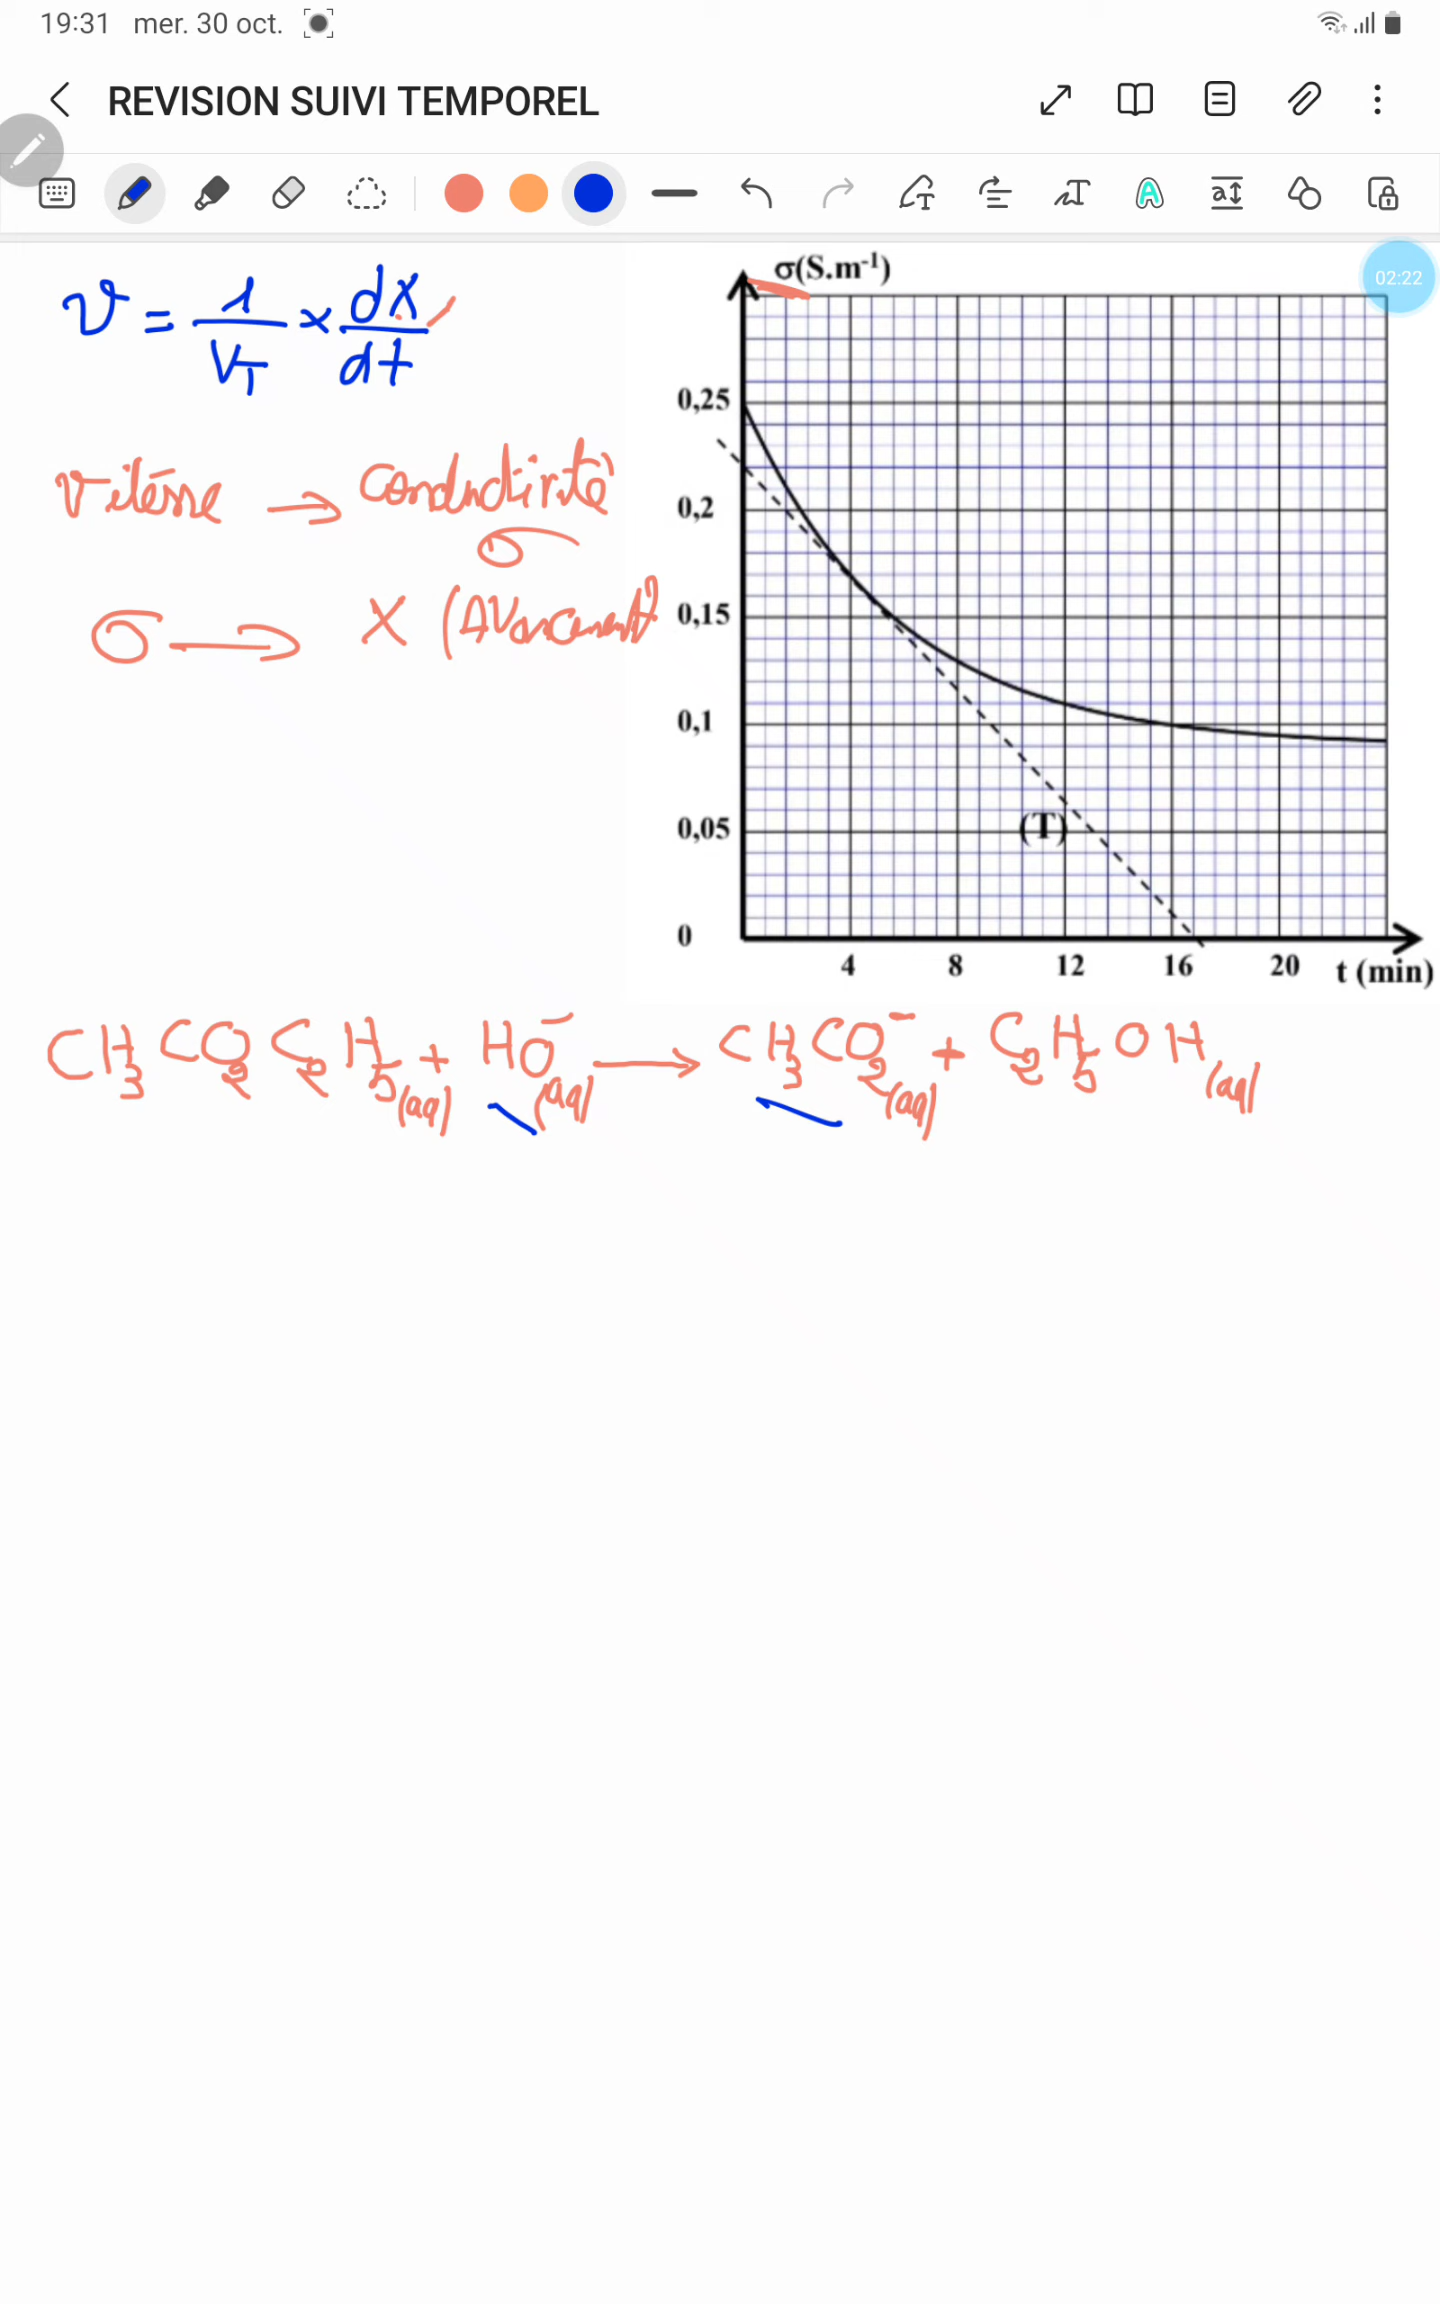 19:31 mer. 30 oct.
REVISION SUIVI TEMPOREL
02:22
v = 1/V_T × dx/dt
vitésse → conductivité
σ
σ → X (AVancement)
σ(S.m⁻¹)
0,25
0,2
0,15
0,1
0,05
0
(T)
4 8 12 16 20 t (min)
CH₃CO₂C₂H₅(aq) + HO⁻(aq) → CH₃CO₂⁻(aq) + C₂H₅OH(aq)